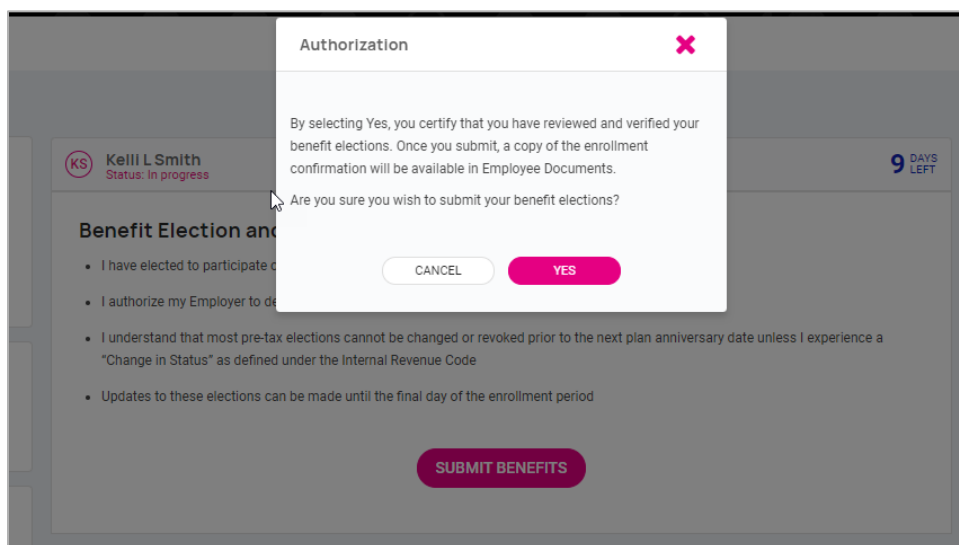 Authorization
By selecting Yes, you certify that you have reviewed and verified your
benefit elections. Once you submit, a copy of the enrollment
confirmation will be available in Employee Documents.
Are you sure you wish to submit your benefit elections?
CANCEL
YES
KS
Kelli L Smith
Status: In progress
9 DAYS
LEFT
Benefit Election and
• I have elected to participate
• I authorize my Employer to de
• I understand that most pre-tax elections cannot be changed or revoked prior to the next plan anniversary date unless I experience a
“Change in Status” as defined under the Internal Revenue Code
• Updates to these elections can be made until the final day of the enrollment period
SUBMIT BENEFITS